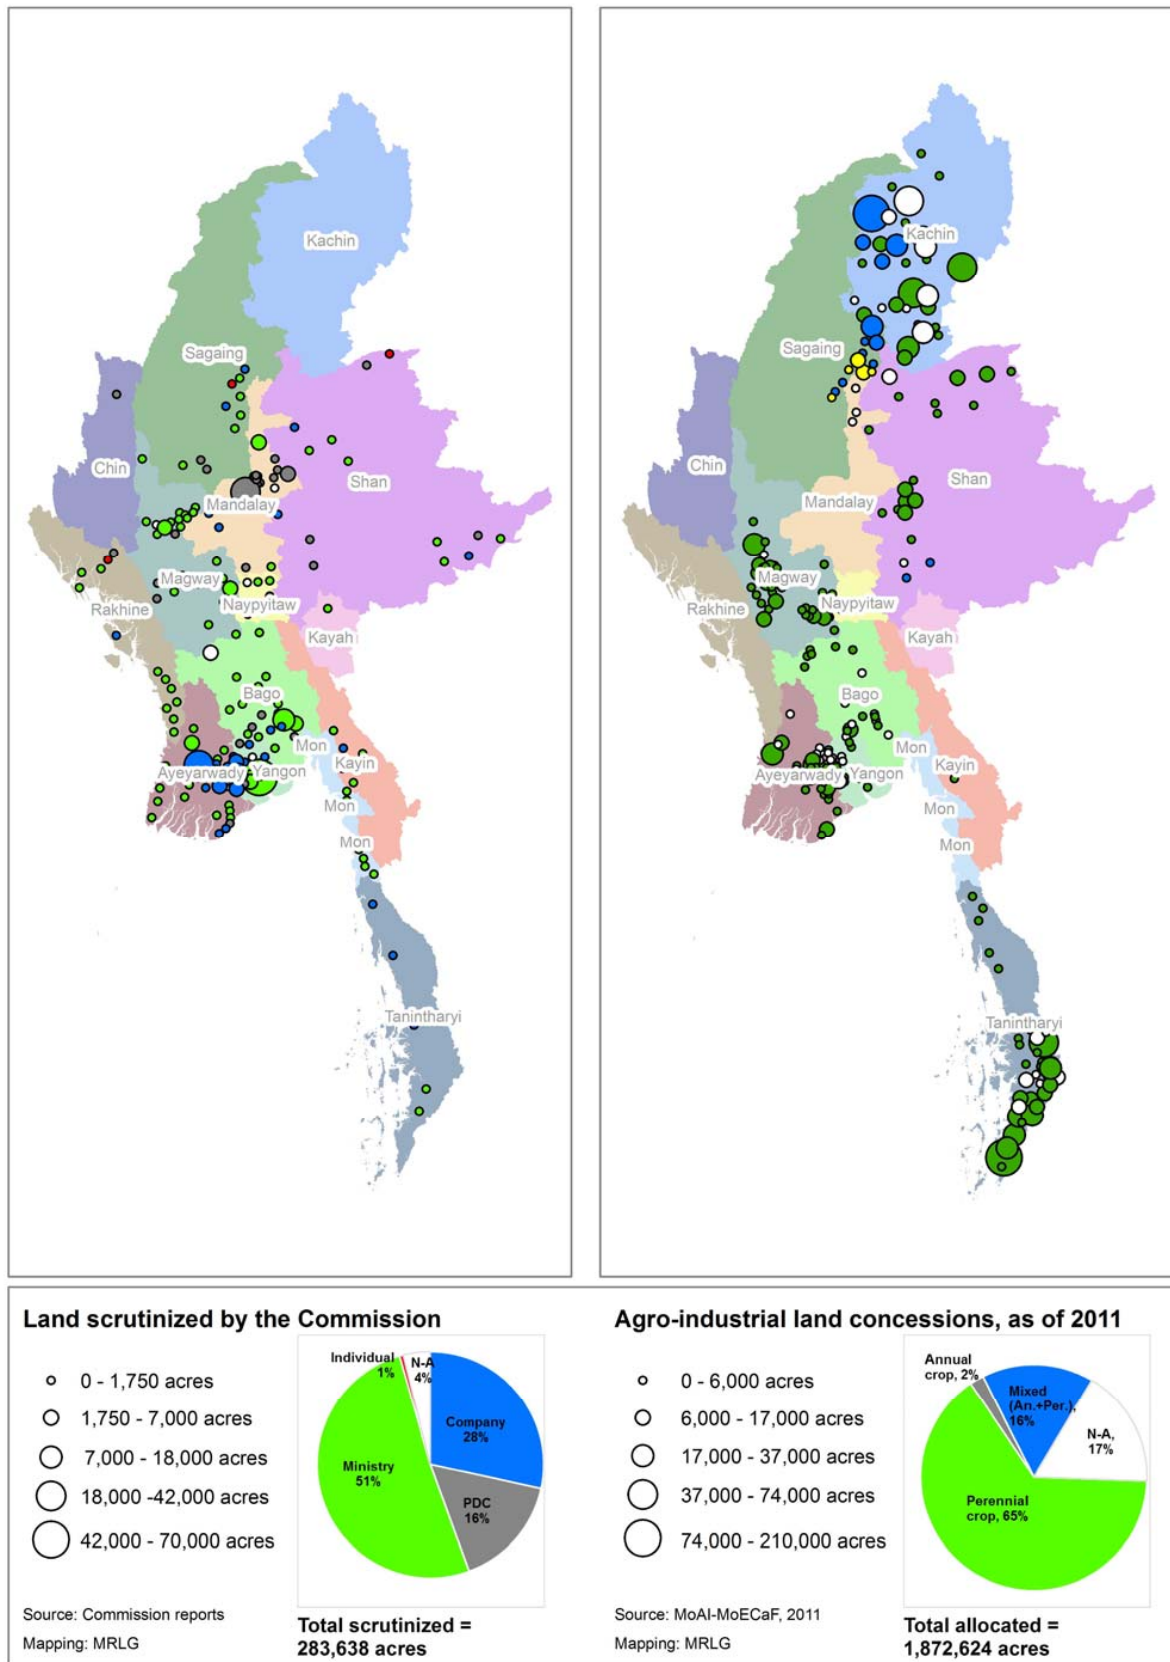 Kachin
Sagaing
Chin
Shan
Mandalay
Magway
Rakhine
Naypyitaw
Kayah
Bago
Mon
Kayin
Ayeyarwady
Yangon
Mon
Mon
Tanintharyi
Kachin
Sagaing
Chin
Shan
Mandalay
Magway
Rakhine
Naypyitaw
Kayah
Bago
Mon
Kayin
Ayeyarwady
Yangon
Mon
Mon
Tanintharyi
Land scrutinized by the Commission
0 - 1,750 acres
1,750 - 7,000 acres
7,000 - 18,000 acres
18,000 -42,000 acres
42,000 - 70,000 acres
Source: Commission reports
Mapping: MRLG
Individual
1%
N-A
4%
Company
28%
Ministry
51%
PDC
16%
Total scrutinized =
283,638 acres
Agro-industrial land concessions, as of 2011
0 - 6,000 acres
6,000 - 17,000 acres
17,000 - 37,000 acres
37,000 - 74,000 acres
74,000 - 210,000 acres
Source: MoAI-MoECaF, 2011
Mapping: MRLG
Annual
crop, 2%
Mixed
(An.+Per.),
16%
N-A,
17%
Perennial
crop, 65%
Total allocated =
1,872,624 acres